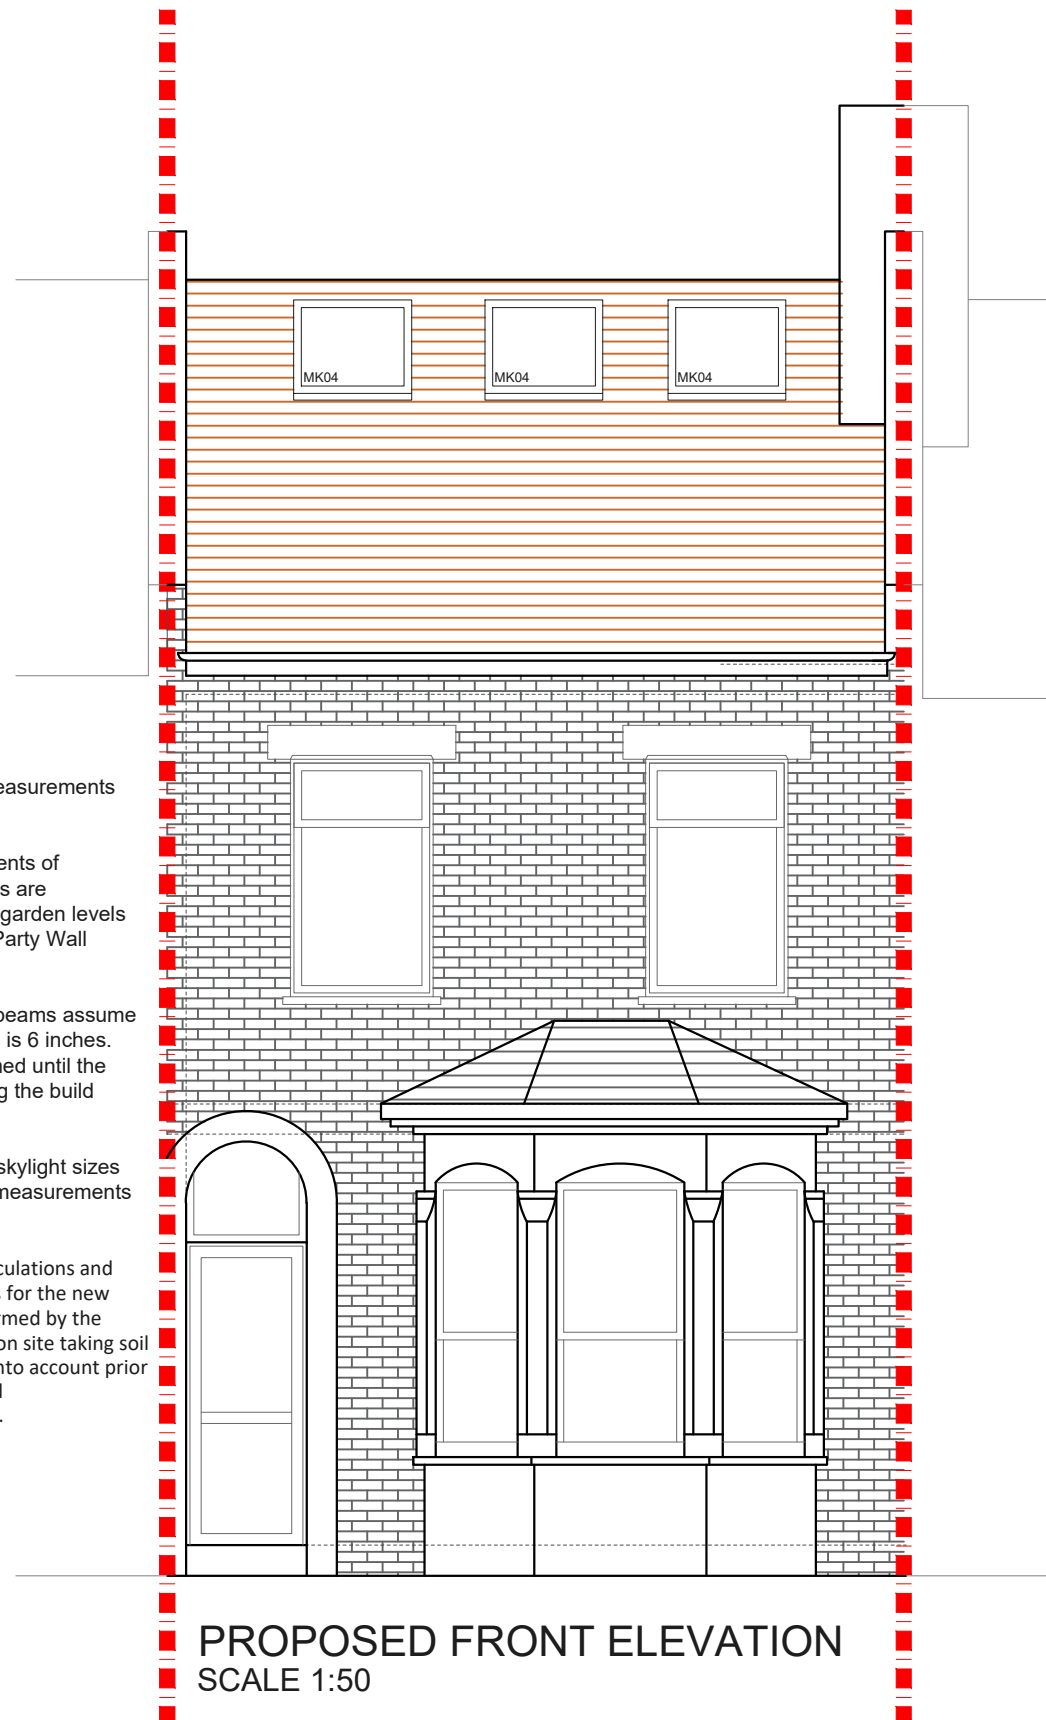 MK04
MK04
MK04
easurements
ents of
s are
garden levels
Party Wall
beams assume
is 6 inches.
ned until the
g the build
skylight sizes
measurements
culations and
s for the new
rmed by the
on site taking soil
nto account prior
d
.
PROPOSED FRONT ELEVATION
SCALE 1:50